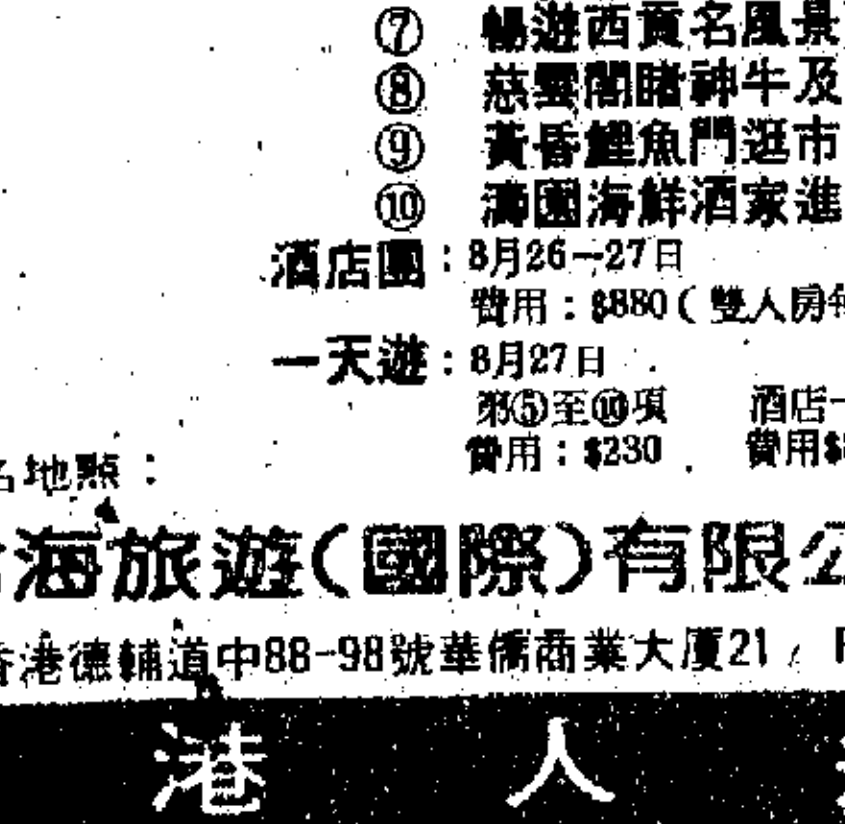 ⑦ 暢遊西貢名風景
⑧ 慈雲閣睹神牛及
⑨ 黃昏鯉魚門逛市
⑩ 園海鮮酒家進
酒店團：8月26—27日
費用：$880（雙人房每
一天遊：8月27日
第⑤至⑩項 酒店一
費用：$230 費用$
名地點：
海旅遊（國際）有限公
香港德輔道中88-98號華僑商業大厦21
港 人